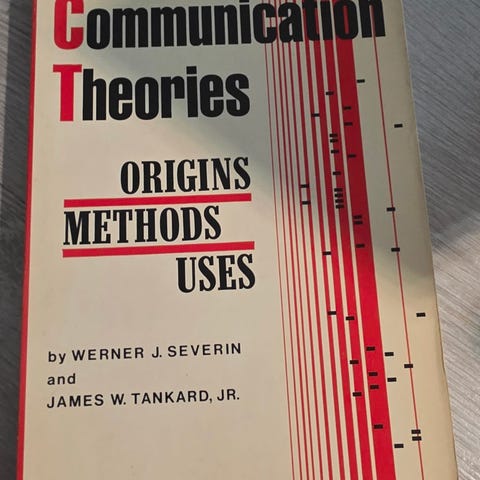 Communication
Theories
ORIGINS
METHODS
USES
by WERNER J. SEVERIN
and
JAMES W. TANKARD, JR.